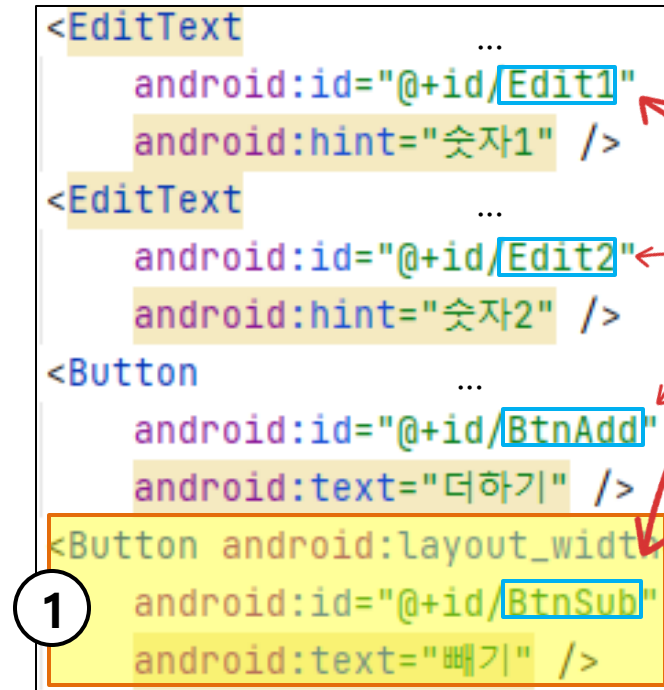 <EditText
...
android:id="@+id/Edit1"
android:hint="숫자1" />
<EditText
...
android:id="@+id/Edit2"
android:hint="숫자2" />
<Button
...
android:id="@+id/BtnAdd"
android:text="더하기" />
<Button android:layout_width
1
android:id="@+id/BtnSub"
android:text="빼기" />